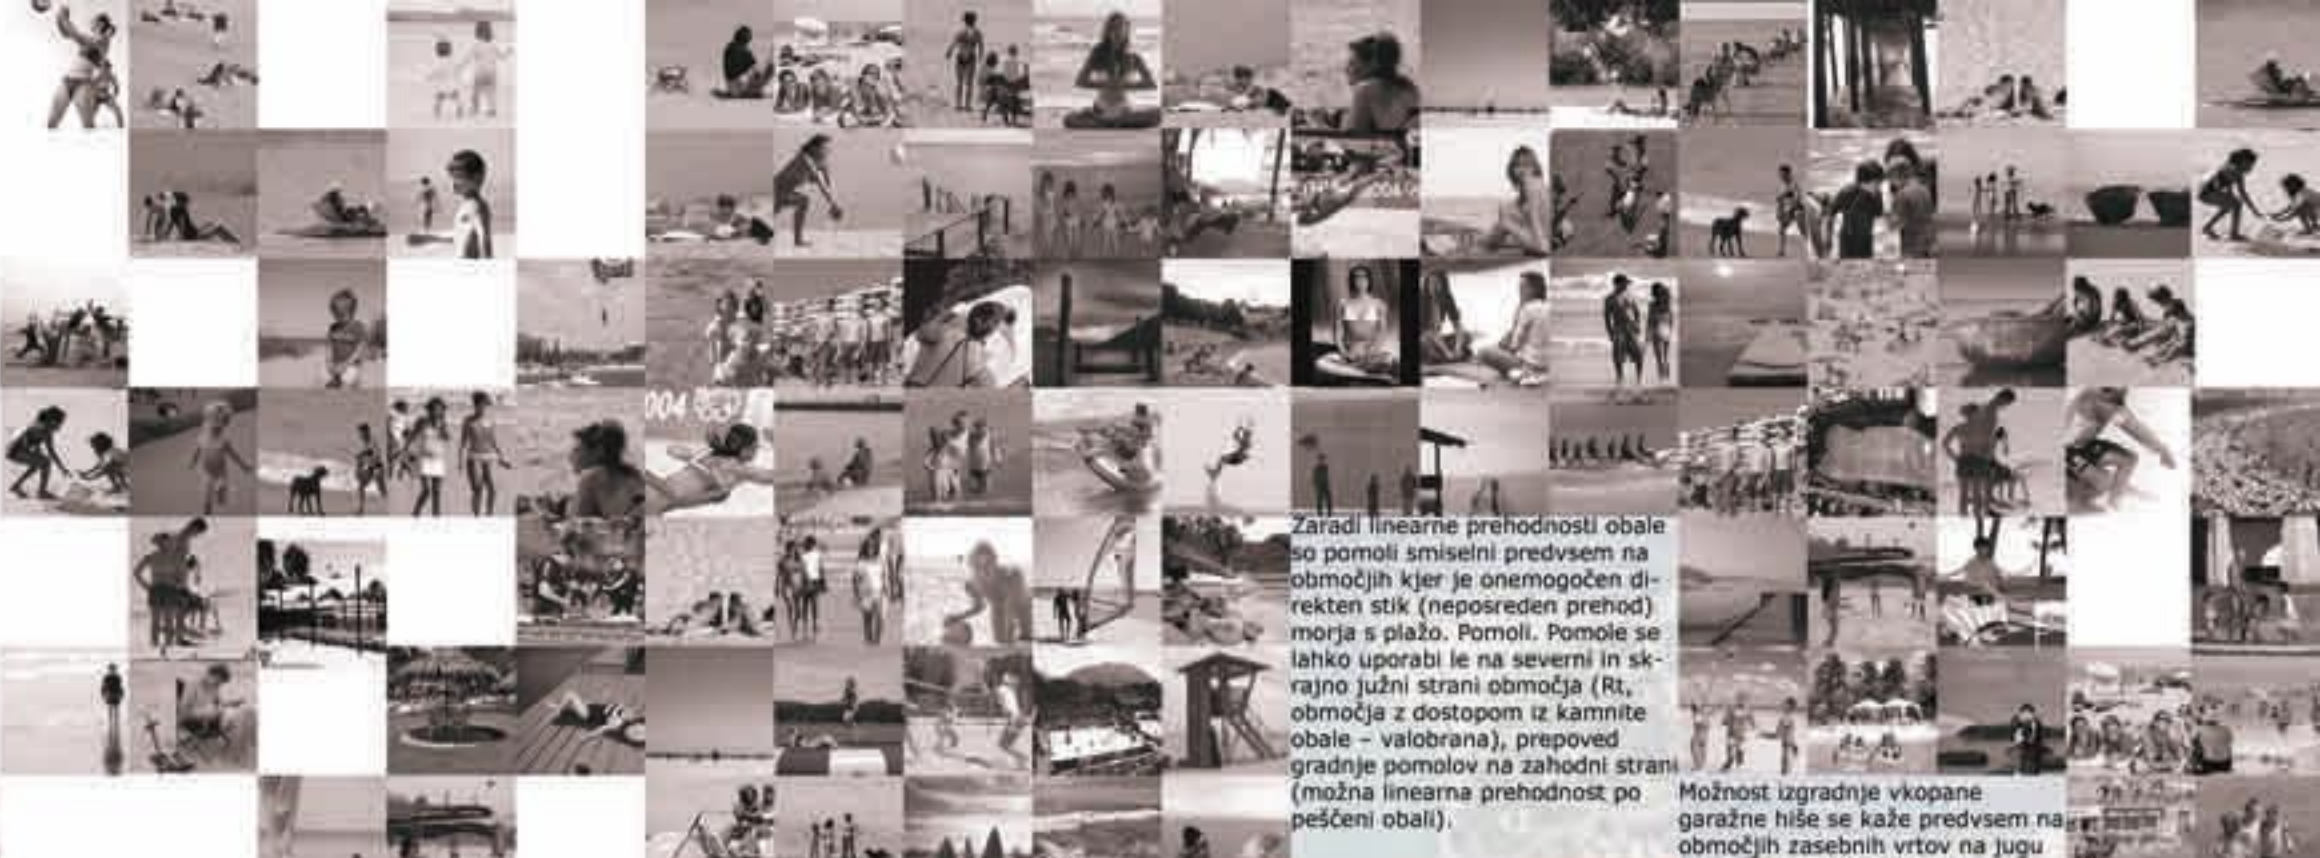 004
Zaradi linearne prehodnosti obale
so pomoli smiselni predvsem na
območjih kjer je onemogočen di-
rekten stik (neposreden prehod)
morja s plažo. Pomoli. Pomole se
lahko uporabi le na severni in sk-
rajno južni strani območja (Rt,
območja z dostopom iz kamnite
obale – valobrana), prepoved
gradnje pomolov na zahodni strani
(možna linearna prehodnost po
peščeni obali).
Možnost izgradnje vkopane
garažne hiše se kaže predvsem na
območjih zasebnih vrtov na jugu